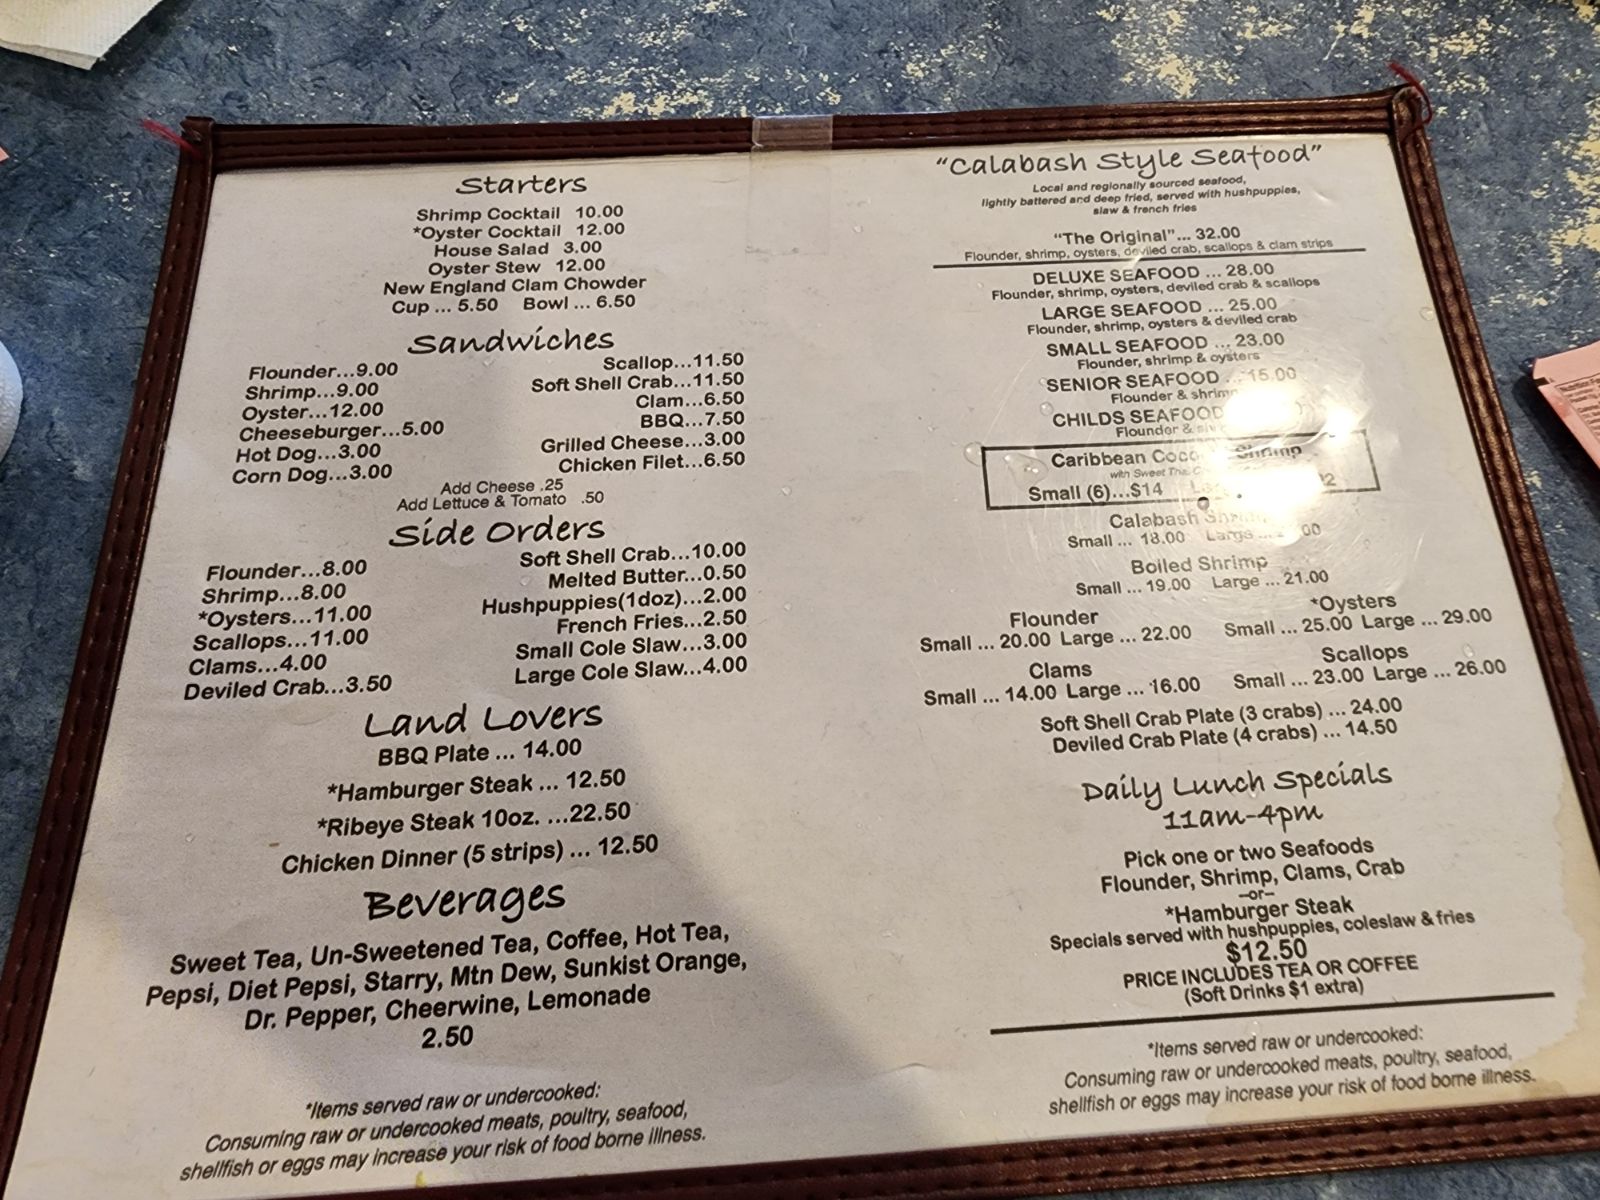 Starters
Shrimp Cocktail 10.00
*Oyster Cocktail 12.00
House Salad 3.00
Oyster Stew 12.00
New England Clam Chowder
Cup ... 5.50 Bowl ... 6.50
Sandwiches
Flounder...9.00
Shrimp...9.00
Oyster...12.00
Cheeseburger...5.00
Hot Dog...3.00
Corn Dog...3.00
Scallop...11.50
Soft Shell Crab...11.50
Clam...6.50
BBQ...7.50
Grilled Cheese...3.00
Chicken Filet...6.50
Add Cheese .25
Add Lettuce & Tomato .50
Side Orders
Flounder...8.00
Shrimp...8.00
*Oysters...11.00
Scallops...11.00
Clams...4.00
Deviled Crab...3.50
Soft Shell Crab...10.00
Melted Butter...0.50
Hushpuppies(1doz)...2.00
French Fries...2.50
Small Cole Slaw...3.00
Large Cole Slaw...4.00
Land Lovers
BBQ Plate ... 14.00
*Hamburger Steak ... 12.50
*Ribeye Steak 10oz. ...22.50
Chicken Dinner (5 strips) ... 12.50
Beverages
Sweet Tea, Un-Sweetened Tea, Coffee, Hot Tea,
Pepsi, Diet Pepsi, Starry, Mtn Dew, Sunkist Orange,
Dr. Pepper, Cheerwine, Lemonade
2.50
*Items served raw or undercooked:
Consuming raw or undercooked meats, poultry, seafood,
shellfish or eggs may increase your risk of food borne illness.
"Calabash Style Seafood"
Local and regionally sourced seafood,
lightly battered and deep fried, served with hushpuppies,
slaw & french fries
"The Original"... 32.00
Flounder, shrimp, oysters, deviled crab, scallops & clam strips
DELUXE SEAFOOD ... 28.00
Flounder, shrimp, oysters, deviled crab & scallops
LARGE SEAFOOD ... 25.00
Flounder, shrimp, oysters & deviled crab
SMALL SEAFOOD ... 23.00
Flounder, shrimp & oysters
SENIOR SEAFOOD ... 15.00
Flounder & shrimp
CHILDS SEAFOOD
Flounder &
Caribbean Shrimp
with Sweet
Small (6)...$14
Calabash
Small ... 18.00
Boiled Shrimp
Small ... 19.00 Large ... 21.00
Flounder
Small ... 20.00 Large ... 22.00
*Oysters
Small ... 25.00 Large ... 29.00
Clams
Small ... 14.00 Large ... 16.00
Scallops
Small ... 23.00 Large ... 26.00
Soft Shell Crab Plate (3 crabs) ... 24.00
Deviled Crab Plate (4 crabs) ... 14.50
Daily Lunch Specials
11am-4pm
Pick one or two Seafoods
Flounder, Shrimp, Clams, Crab
-or-
*Hamburger Steak
Specials served with hushpuppies, coleslaw & fries
$12.50
PRICE INCLUDES TEA OR COFFEE
(Soft Drinks $1 extra)
*Items served raw or undercooked:
Consuming raw or undercooked meats, poultry, seafood,
shellfish or eggs may increase your risk of food borne illness.